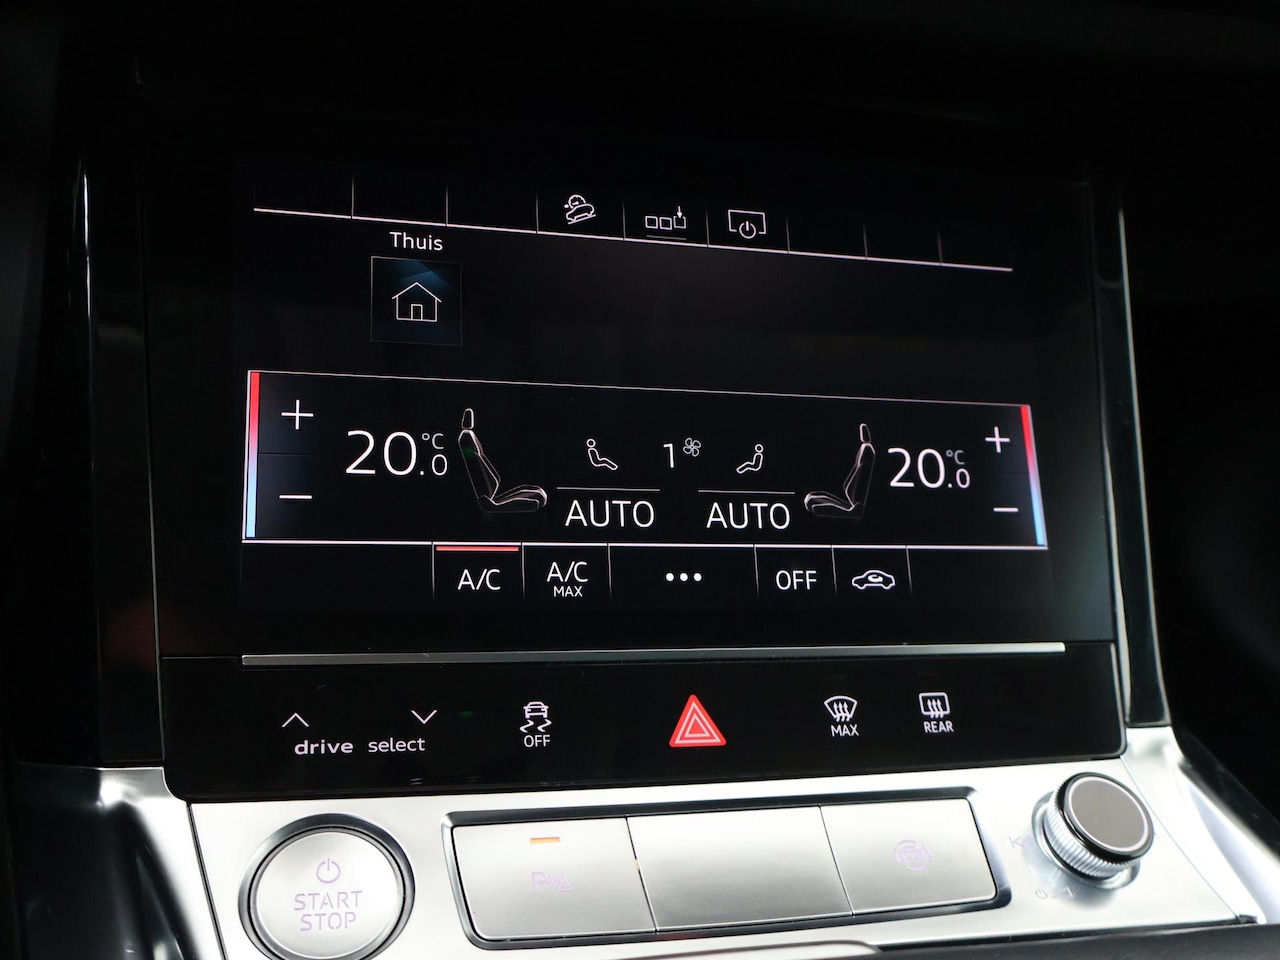 Thuis
20.0 °C
1
20.0 °C
AUTO
AUTO
A/C
A/C MAX
OFF
drive select
OFF
MAX
REAR
START
STOP
P